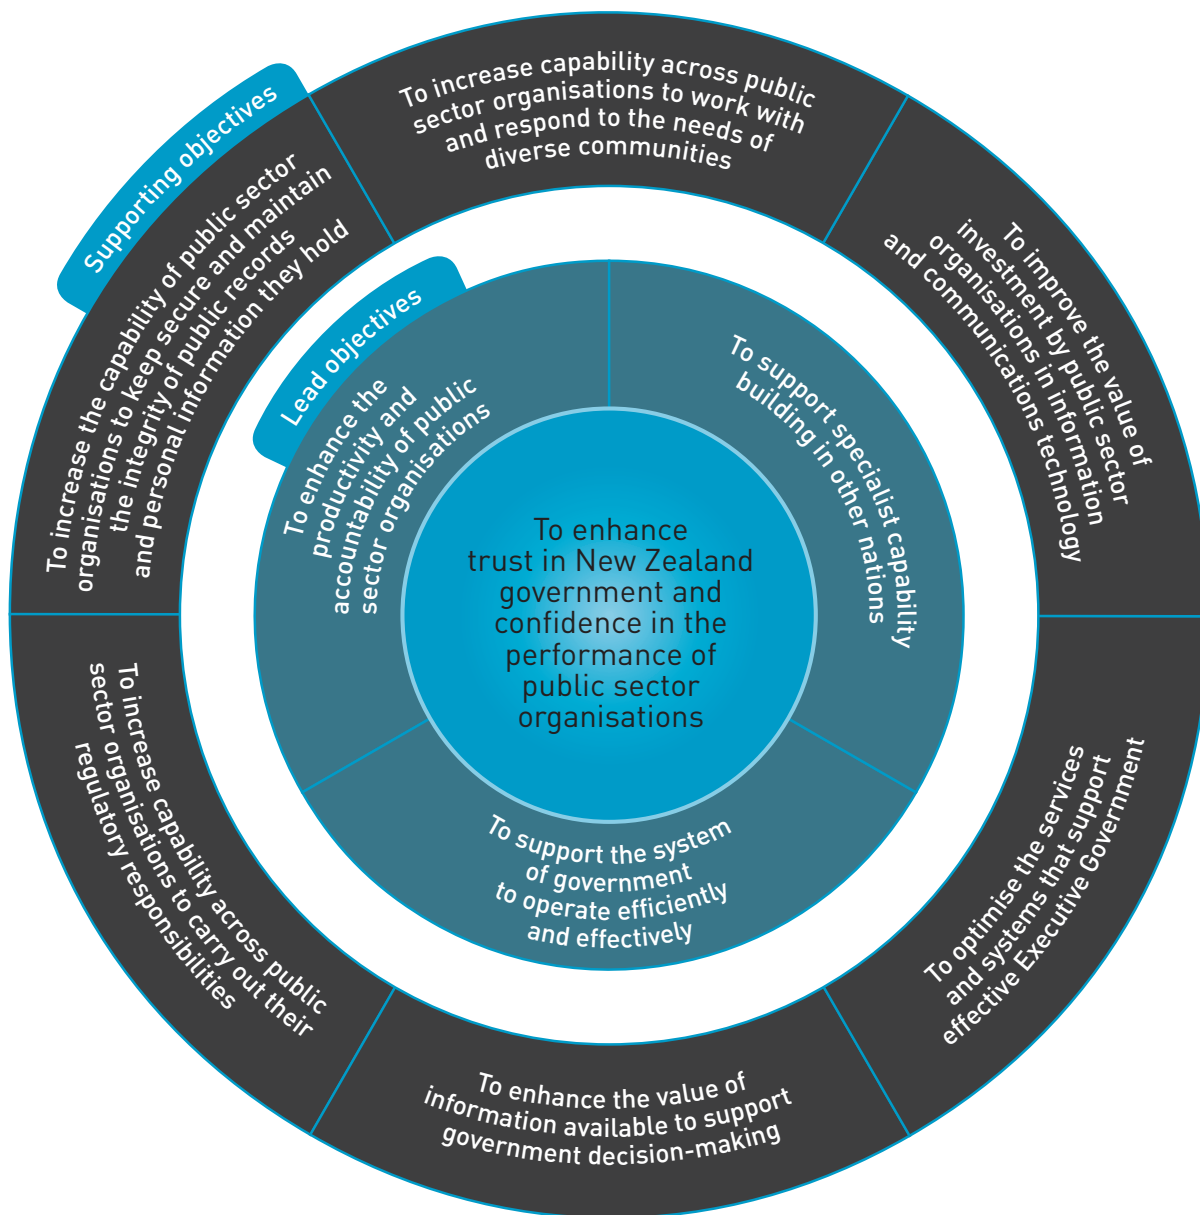 Supporting objectives
To increase the capability of public sector
organisations to keep secure and maintain
the integrity of public records
and personal information they hold
To increase capability across public
sector organisations to work with
and respond to the needs of
diverse communities
To improve the value of
investment by public sector
organisations in information
and communications technology
To optimise the services
and systems that support
effective Executive Government
To enhance the value of
information available to support
government decision-making
To increase capability across public
sector organisations to carry out their
regulatory responsibilities
Lead objectives
To enhance the
productivity and
accountability of public
sector organisations
To support specialist capability
building in other nations
To support the system
of government
to operate efficiently
and effectively
To enhance
trust in New Zealand
government and
confidence in the
performance of
public sector
organisations